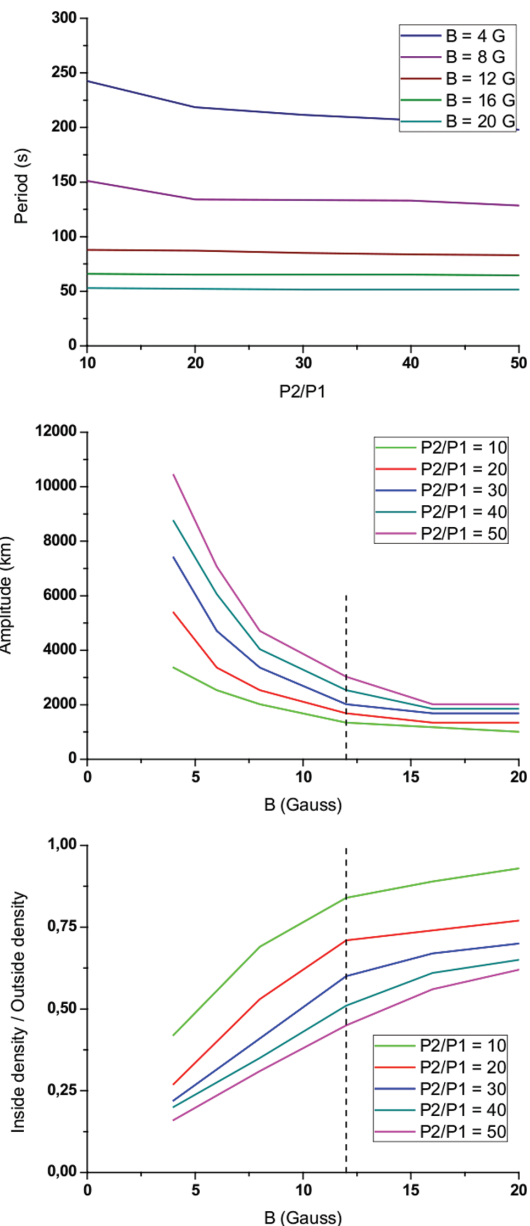 300
250
200
150
100
50
0
Period (s)
10
20
30
40
50
P2/P1
B = 4 G
B = 8 G
B = 12 G
B = 16 G
B = 20 G
12000
10000
8000
6000
4000
2000
0
Amplitude (km)
0
5
10
15
20
B (Gauss)
P2/P1 = 10
P2/P1 = 20
P2/P1 = 30
P2/P1 = 40
P2/P1 = 50
1,00
0,75
0,50
0,25
0,00
Inside density / Outside density
0
5
10
15
20
B (Gauss)
P2/P1 = 10
P2/P1 = 20
P2/P1 = 30
P2/P1 = 40
P2/P1 = 50